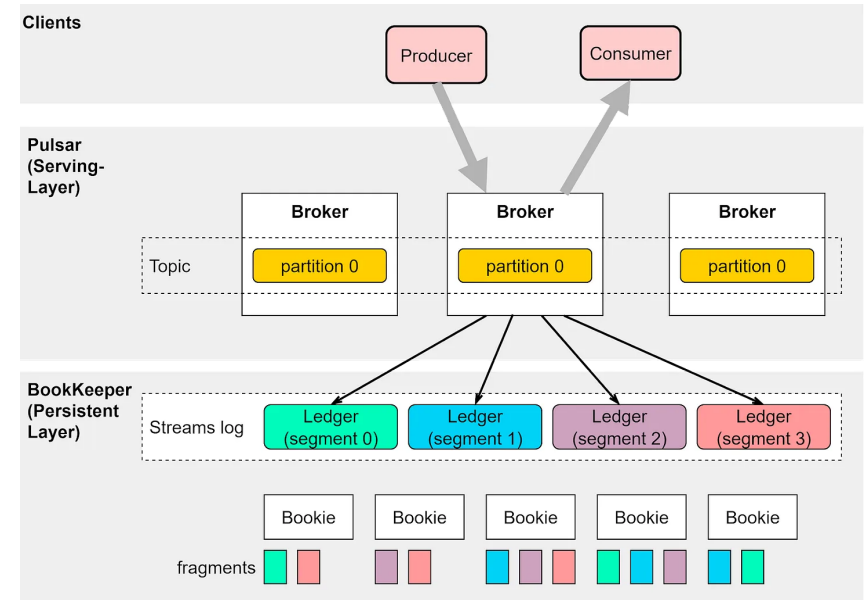 Clients
Producer
Consumer
Pulsar
(Serving-
Layer)
Broker
Broker
Broker
Topic
partition 0
partition 0
partition 0
BookKeeper
(Persistent
Layer)
Streams log
Ledger
(segment 0)
Ledger
(segment 1)
Ledger
(segment 2)
Ledger
(segment 3)
Bookie
Bookie
Bookie
Bookie
Bookie
fragments